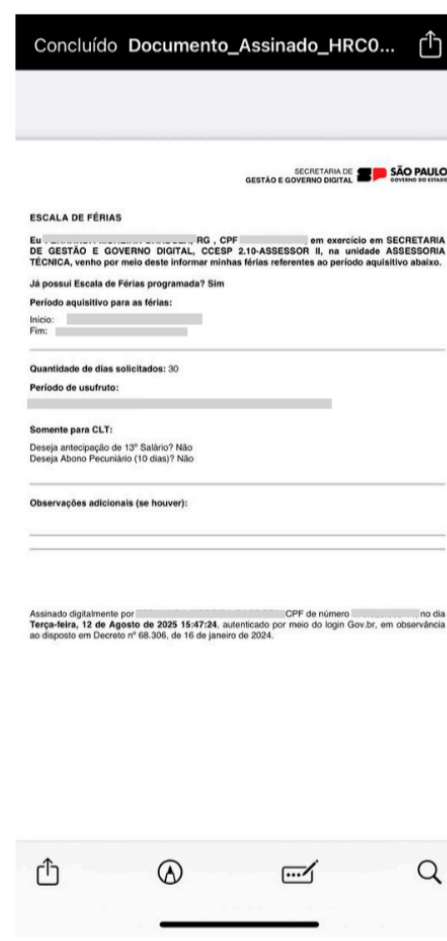 Concluído Documento_Assinado_HRC0...
SECRETARIA DE
GESTÃO E GOVERNO DIGITAL
SÃO PAULO
GOVERNO DO ESTADO
ESCALA DE FÉRIAS
Eu RG , CPF em exercício em SECRETARIA
DE GESTÃO E GOVERNO DIGITAL, CCESP 2.10-ASSESSOR II, na unidade ASSESSORIA
TÉCNICA, venho por meio deste informar minhas férias referentes ao período aquisitivo abaixo.
Já possui Escala de Férias programada? Sim
Período aquisitivo para as férias:
Inicio:
Fim:
Quantidade de dias solicitados: 30
Período de usufruto:
Somente para CLT:
Deseja antecipação de 13º Salário? Não
Deseja Abono Pecuniário (10 dias)? Não
Observações adicionais (se houver):
Assinado digitalmente por CPF de número no dia
Terça-feira, 12 de Agosto de 2025 15:47:24, autenticado por meio do login Gov.br, em observância
ao disposto em Decreto nº 68.306, de 16 de janeiro de 2024.